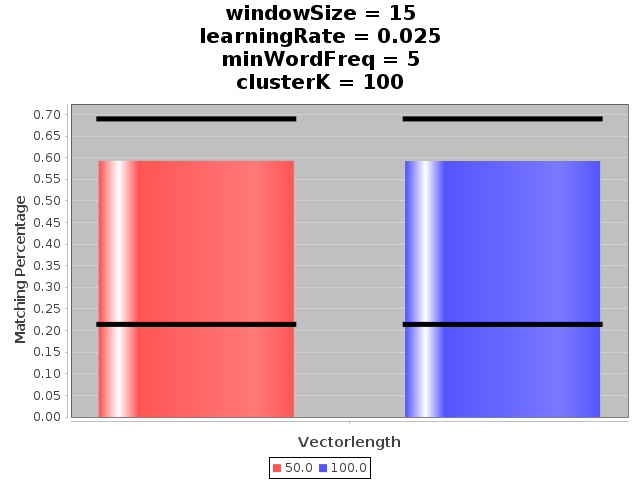 windowSize = 15
learningRate = 0.025
minWordFreq = 5
clusterK = 100
0.70
0.65
0.60
0.55
0.50
0.45
0.40
0.35
0.30
0.25
0.20
0.15
0.10
0.05
0.00
Matching Percentage
Vectorlength
50.0 100.0